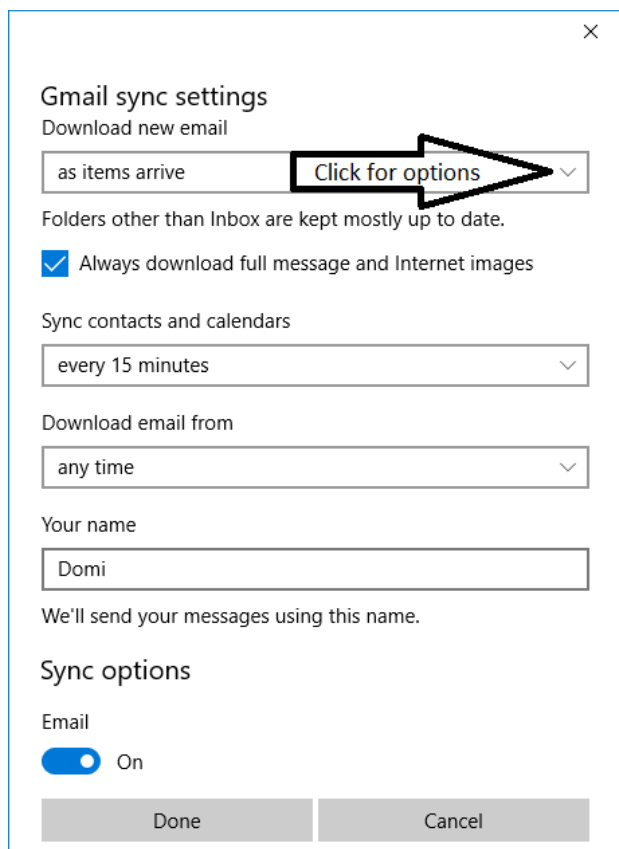 Gmail sync settings
Download new email
as items arrive Click for options
Folders other than Inbox are kept mostly up to date.
Always download full message and Internet images
Sync contacts and calendars
every 15 minutes
Download email from
any time
Your name
Domi
We'll send your messages using this name.
Sync options
Email
On
Done Cancel